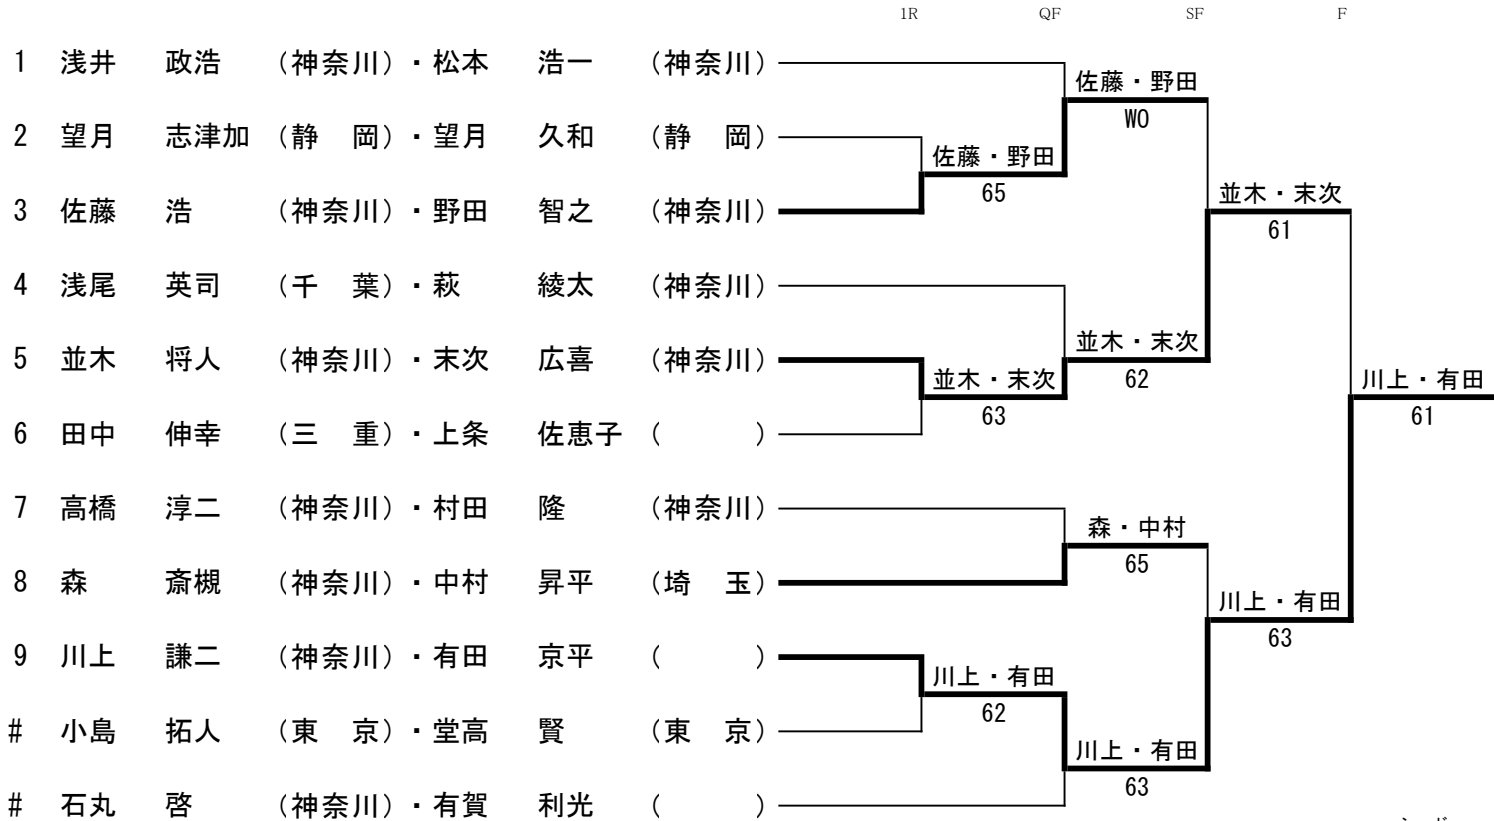 1R QF SF F
1 浅井 政浩 (神奈川)・松本 浩一 (神奈川)
佐藤・野田
WO
2 望月 志津加 (静 岡)・望月 久和 (静 岡)
佐藤・野田
65
3 佐藤 浩 (神奈川)・野田 智之 (神奈川)
並木・末次
61
4 浅尾 英司 (千 葉)・萩 綾太 (神奈川)
並木・末次
62
5 並木 将人 (神奈川)・末次 広喜 (神奈川)
並木・末次
63
川上・有田
61
6 田中 伸幸 (三 重)・上条 佐恵子 ( )
7 高橋 淳二 (神奈川)・村田 隆 (神奈川)
森・中村
65
8 森 斎槻 (神奈川)・中村 昇平 (埼 玉)
川上・有田
63
9 川上 謙二 (神奈川)・有田 京平 ( )
川上・有田
62
# 小島 拓人 (東 京)・堂高 賢 (東 京)
川上・有田
63
# 石丸 啓 (神奈川)・有賀 利光 ( )